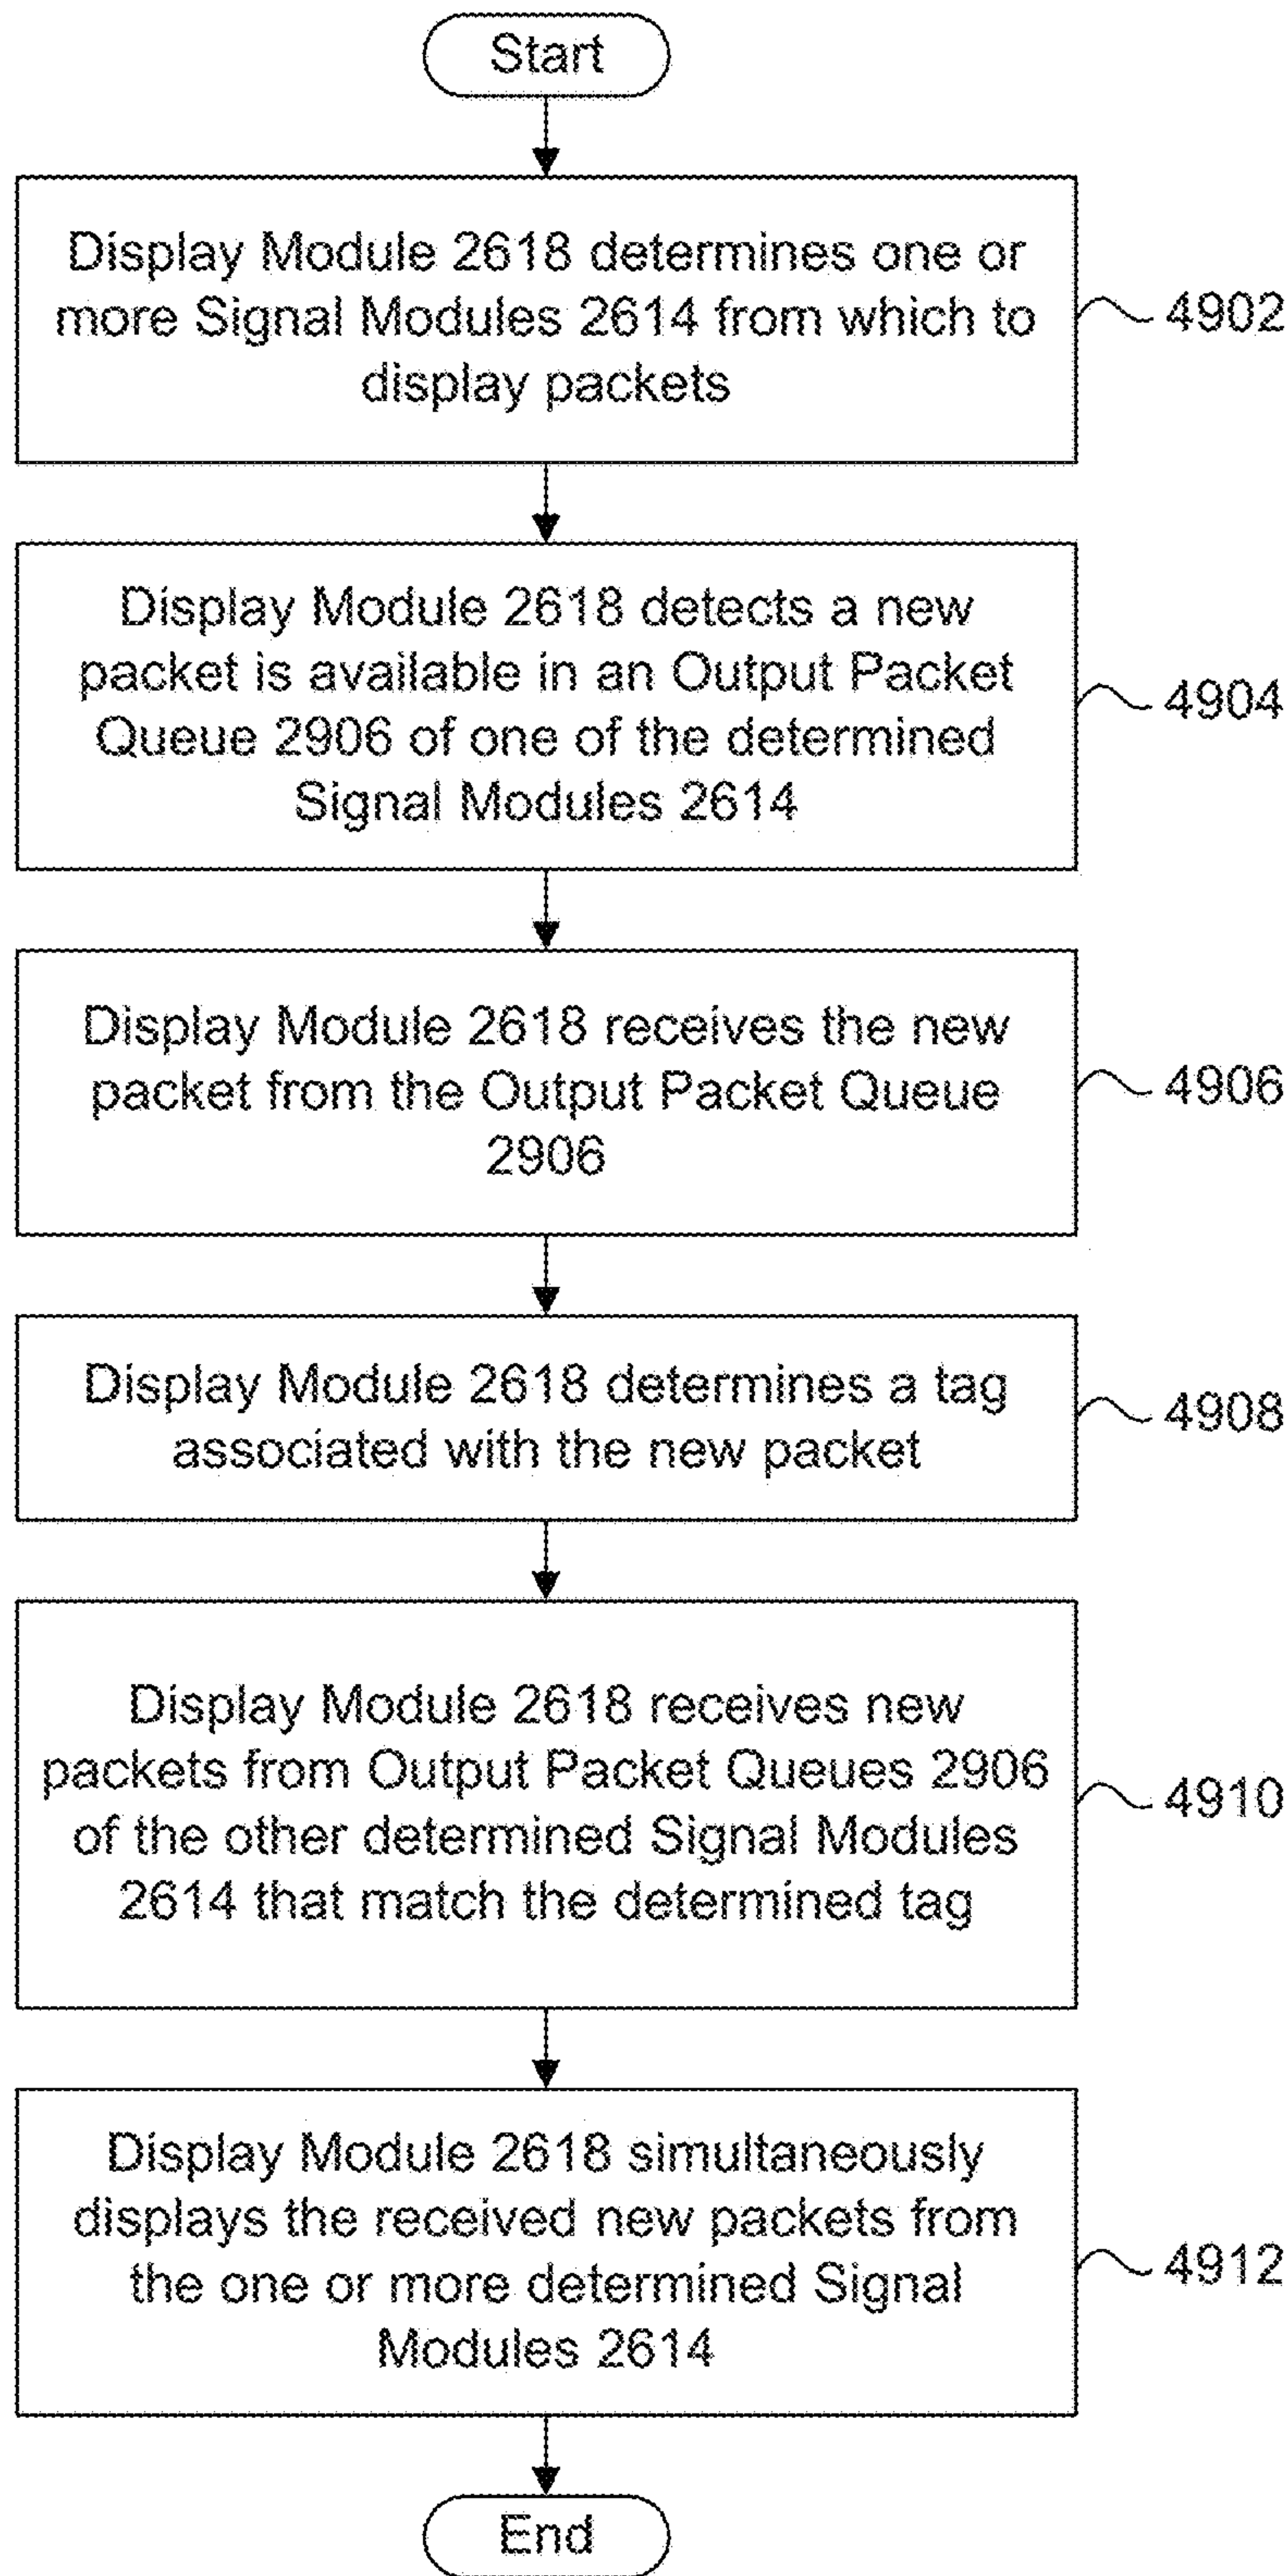 Start
Display Module 2618 determines one or
more Signal Modules 2614 from which to
display packets
4902
Display Module 2618 detects a new
packet is available in an Output Packet
Queue 2906 of one of the determined
Signal Modules 2614
4904
Display Module 2618 receives the new
packet from the Output Packet Queue
2906
4906
Display Module 2618 determines a tag
associated with the new packet
4908
Display Module 2618 receives new
packets from Output Packet Queues 2906
of the other determined Signal Modules
2614 that match the determined tag
4910
Display Module 2618 simultaneously
displays the received new packets from
the one or more determined Signal
Modules 2614
4912
End